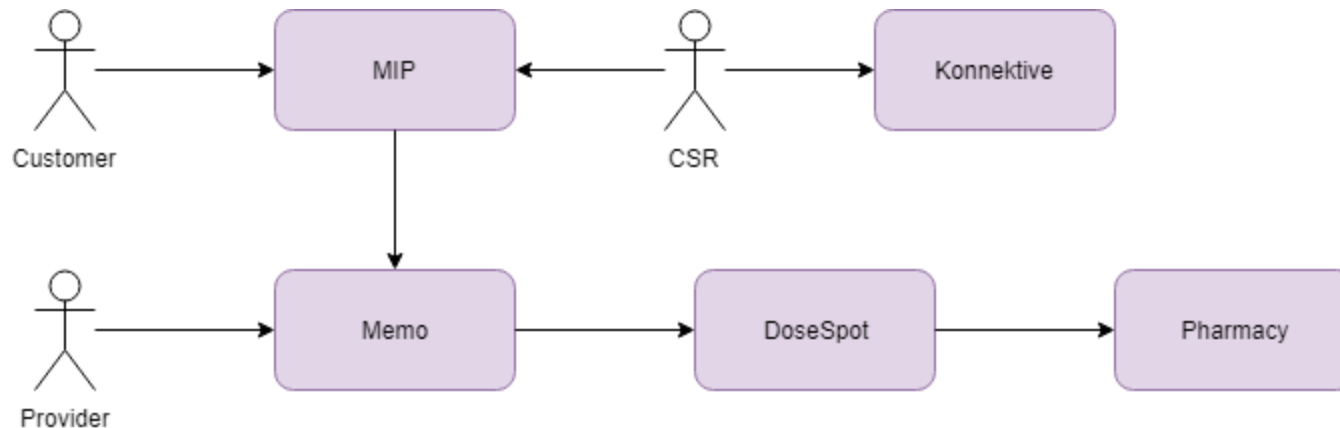 MIP
Konnektive
Customer
CSR
Memo
DoseSpot
Pharmacy
Provider